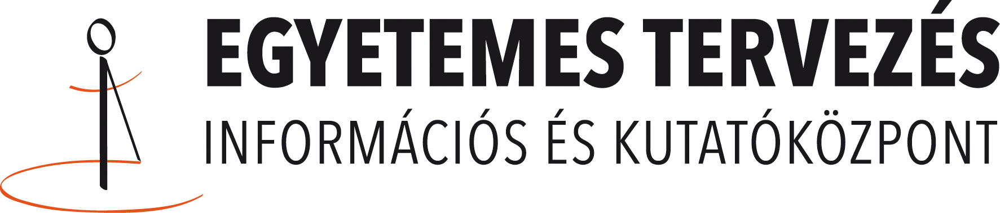 EGYETEMES TERVEZÉS
INFORMÁCIÓS ÉS KUTATÓKÖZPONT